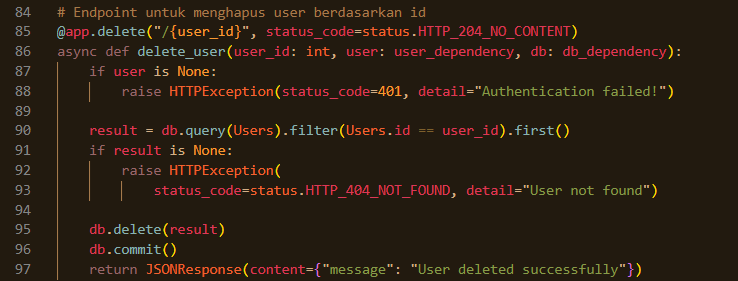 84 # Endpoint untuk menghapus user berdasarkan id
85 @app.delete("/{user_id}", status_code=status.HTTP_204_NO_CONTENT)
86 async def delete_user(user_id: int, user: user_dependency, db: db_dependency):
87     if user is None:
88         raise HTTPException(status_code=401, detail="Authentication failed!")
89
90     result = db.query(Users).filter(Users.id == user_id).first()
91     if result is None:
92         raise HTTPException(
93             status_code=status.HTTP_404_NOT_FOUND, detail="User not found")
94
95     db.delete(result)
96     db.commit()
97     return JSONResponse(content={"message": "User deleted successfully"})